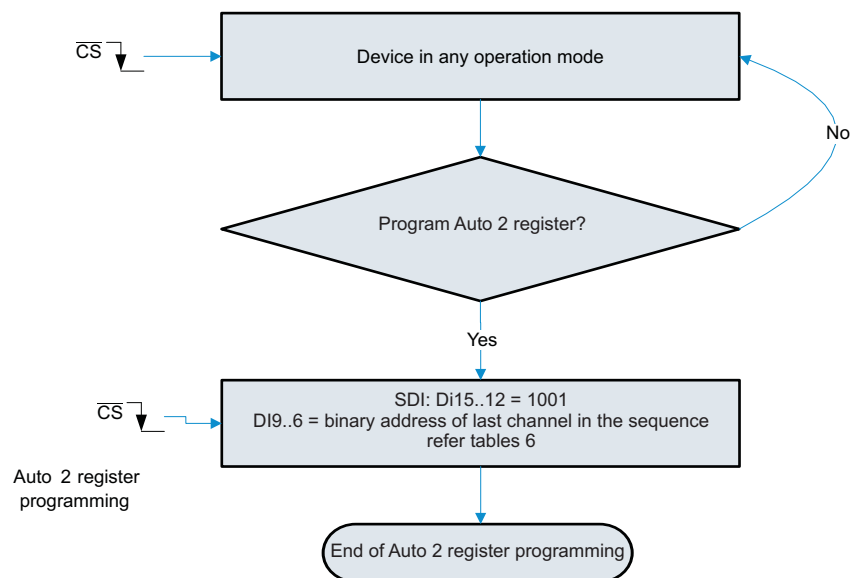 CS
Device in any operation mode
No
Program Auto 2 register?
Yes
CS
SDI: Di15..12 = 1001
DI9..6 = binary address of last channel in the sequence
refer tables 6
Auto 2 register
programming
End of Auto 2 register programming